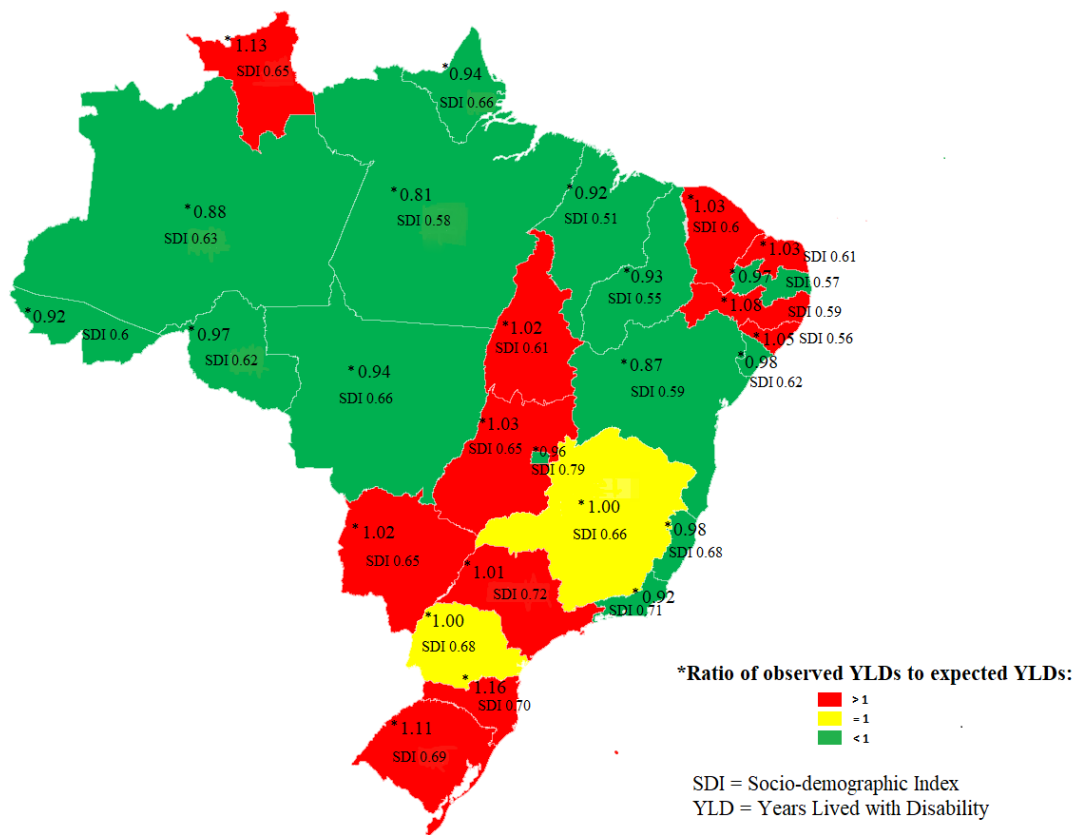 *1.13
SDI 0.65
*0.94
SDI 0.66
*0.88
SDI 0.63
*0.81
SDI 0.58
*0.92
SDI 0.51
*1.03
SDI 0.6
*1.03
SDI 0.61
*0.93
SDI 0.55
*0.97
SDI 0.57
*1.08
SDI 0.59
*1.05
SDI 0.56
*0.98
SDI 0.62
*0.92
SDI 0.6
*0.97
SDI 0.62
*0.94
SDI 0.66
*1.02
SDI 0.61
*0.87
SDI 0.59
*1.03
SDI 0.65
*0.96
SDI 0.79
*1.00
SDI 0.66
*0.98
SDI 0.68
*1.02
SDI 0.65
*1.01
SDI 0.72
*0.92
SDI 0.71
*1.00
SDI 0.68
*1.16
SDI 0.70
*1.11
SDI 0.69
*Ratio of observed YLDs to expected YLDs:
> 1
= 1
< 1
SDI = Socio-demographic Index
YLD = Years Lived with Disability